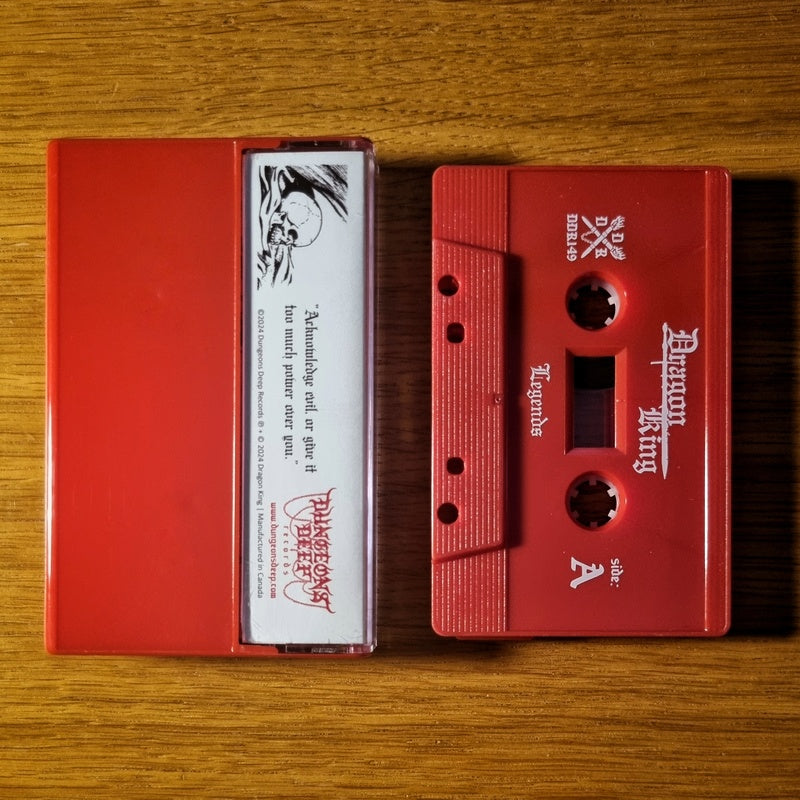 "Acknowledge evil, or give it
too much power over you."
©2024 Dungeons Deep Records ℗ + © 2024 Dragon King | Manufactured in Canada
DUNGEONS
DEEP
records
www.dungeonsdeep.com
D
D R
DDR149
Dragon
King
Legends
side:
A